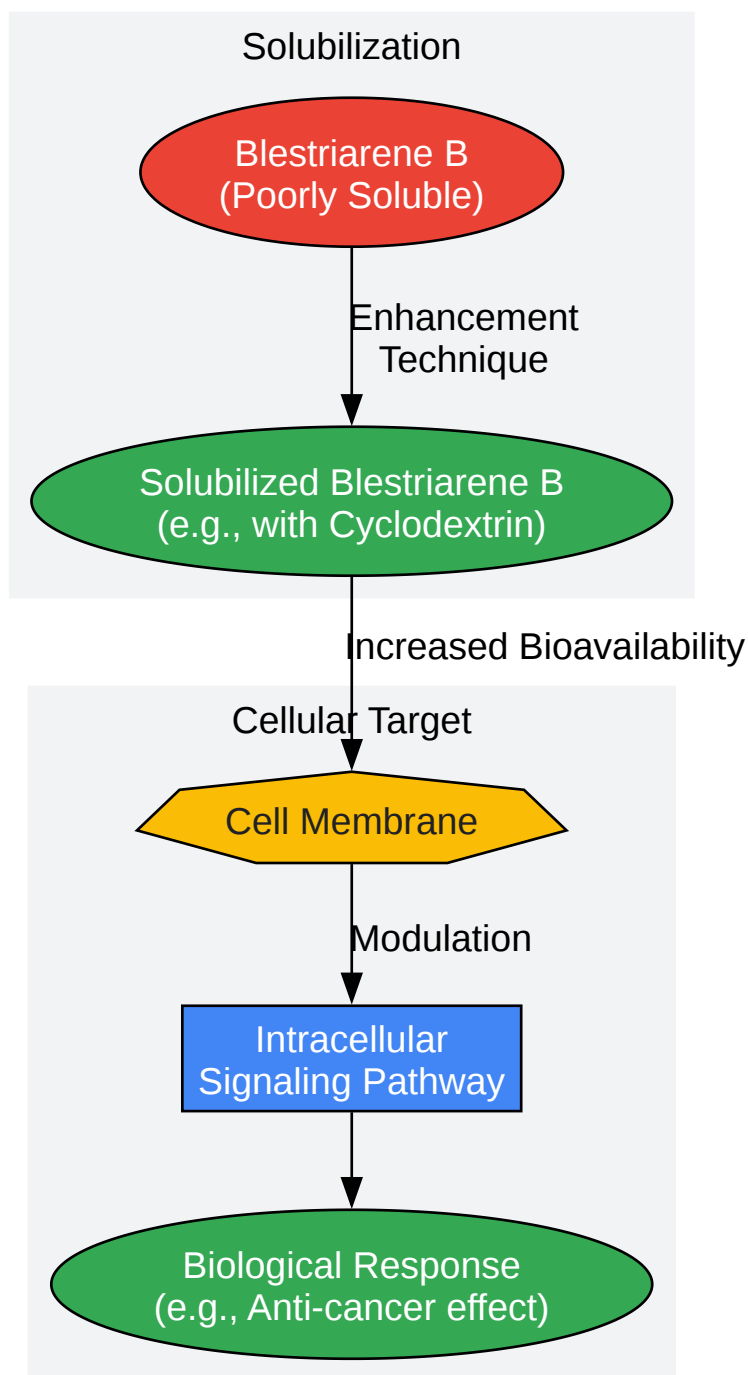 Solubilization
Blestriarene B
(Poorly Soluble)
Enhancement
Technique
Solubilized Blestriarene B
(e.g., with Cyclodextrin)
Increased Bioavailability
Cellular Target
Cell Membrane
Modulation
Intracellular
Signaling Pathway
Biological Response
(e.g., Anti-cancer effect)